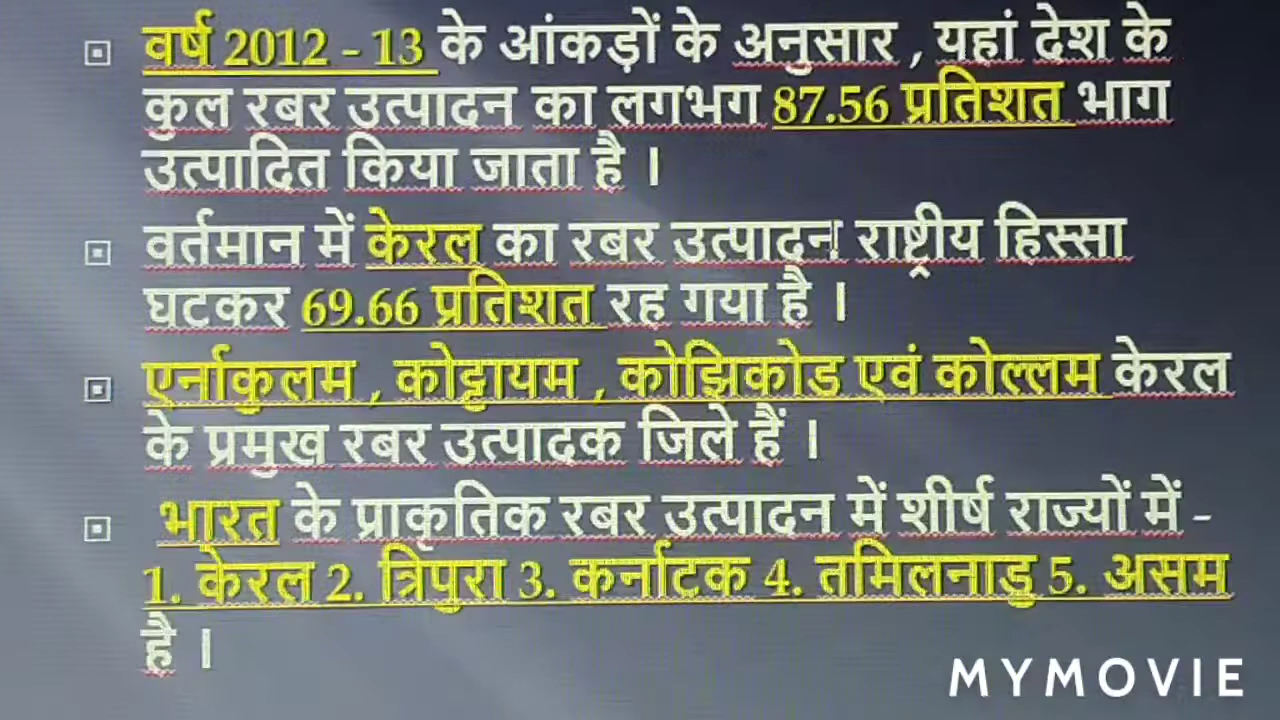 वर्ष 2012 - 13 के आंकड़ों के अनुसार , यहां देश के
कुल रबर उत्पादन का लगभग 87.56 प्रतिशत भाग
उत्पादित किया जाता है ।
वर्तमान में केरल का रबर उत्पादन राष्ट्रीय हिस्सा
घटकर 69.66 प्रतिशत रह गया है ।
एर्नाकुलम , कोट्टायम , कोझिकोड एवं कोल्लम केरल
के प्रमुख रबर उत्पादक जिले हैं ।
भारत के प्राकृतिक रबर उत्पादन में शीर्ष राज्यों में -
1. केरल 2. त्रिपुरा 3. कर्नाटक 4. तमिलनाडु 5. असम
है ।
MYMOVIE